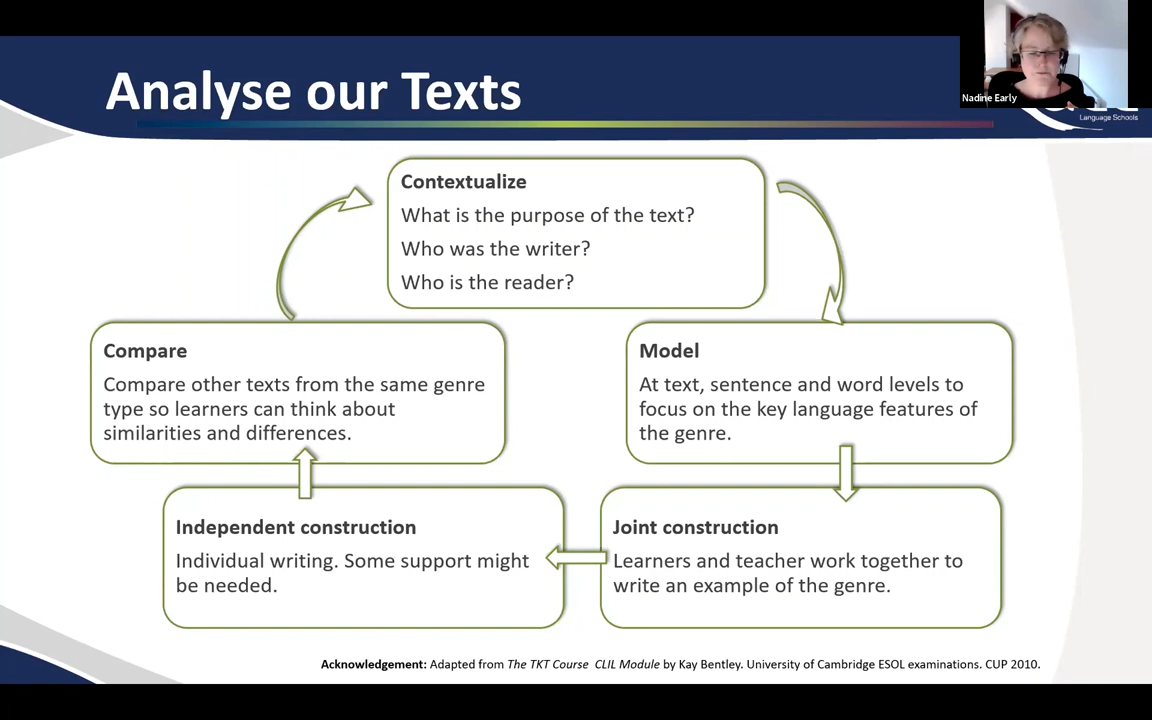 Analyse our Texts
Nadine Early
Language Schools
Contextualize
What is the purpose of the text?
Who was the writer?
Who is the reader?
Compare
Compare other texts from the same genre
type so learners can think about
similarities and differences.
Model
At text, sentence and word levels to
focus on the key language features of
the genre.
Independent construction
Individual writing. Some support might
be needed.
Joint construction
Learners and teacher work together to
write an example of the genre.
Acknowledgement: Adapted from The TKT Course CLIL Module by Kay Bentley. University of Cambridge ESOL examinations. CUP 2010.